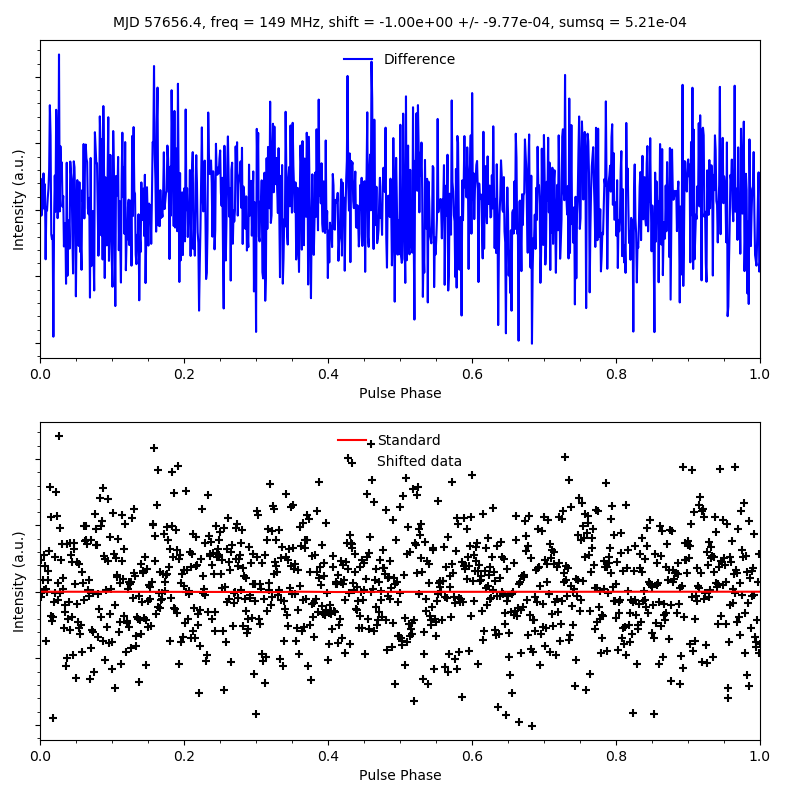 MJD 57656.4, freq = 149 MHz, shift = -1.00e+00 +/- -9.77e-04, sumsq = 5.21e-04
Difference
Intensity (a.u.)
0.0 0.2 0.4 0.6 0.8 1.0
Pulse Phase
Standard
Shifted data
Intensity (a.u.)
0.0 0.2 0.4 0.6 0.8 1.0
Pulse Phase